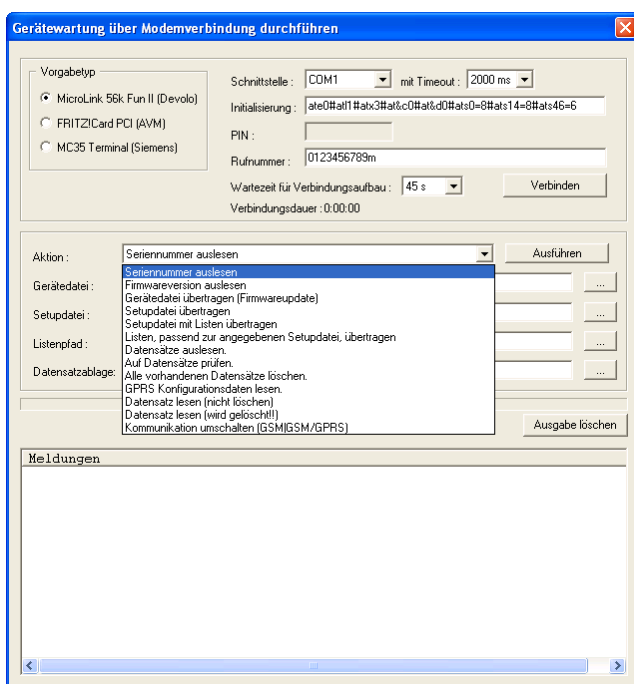 Gerätewartung über Modemverbindung durchführen
Vorgabetyp
MicroLink 56k Fun II (Devolo)
FRITZ!Card PCI (AVM)
MC35 Terminal (Siemens)
Schnittstelle : COM1 mit Timeout : 2000 ms
Initialisierung : ate0#atl1#atx3#at&c0#at&d0#ats0=8#ats14=8#ats46=6
PIN :
Rufnummer : 0123456789m
Wartezeit für Verbindungsaufbau : 45 s Verbinden
Verbindungsdauer : 0:00:00
Aktion : Seriennummer auslesen Ausführen
Seriennummer auslesen
Firmwareversion auslesen
Gerätedatei : ...
Gerätedatei übertragen (Firmwareupdate)
Setupdatei übertragen
Setupdatei : ...
Setupdatei mit Listen übertragen
Listen, passend zur angegebenen Setupdatei, übertragen
Listenpfad : ...
Datensätze auslesen.
Auf Datensätze prüfen.
Datensatzablage: ...
Alle vorhandenen Datensätze löschen.
GPRS Konfigurationsdaten lesen.
Datensatz lesen (nicht löschen)
Datensatz lesen (wird gelöscht!!)
Kommunikation umschalten (GSM|GSM/GPRS)
Ausgabe löschen
Meldungen